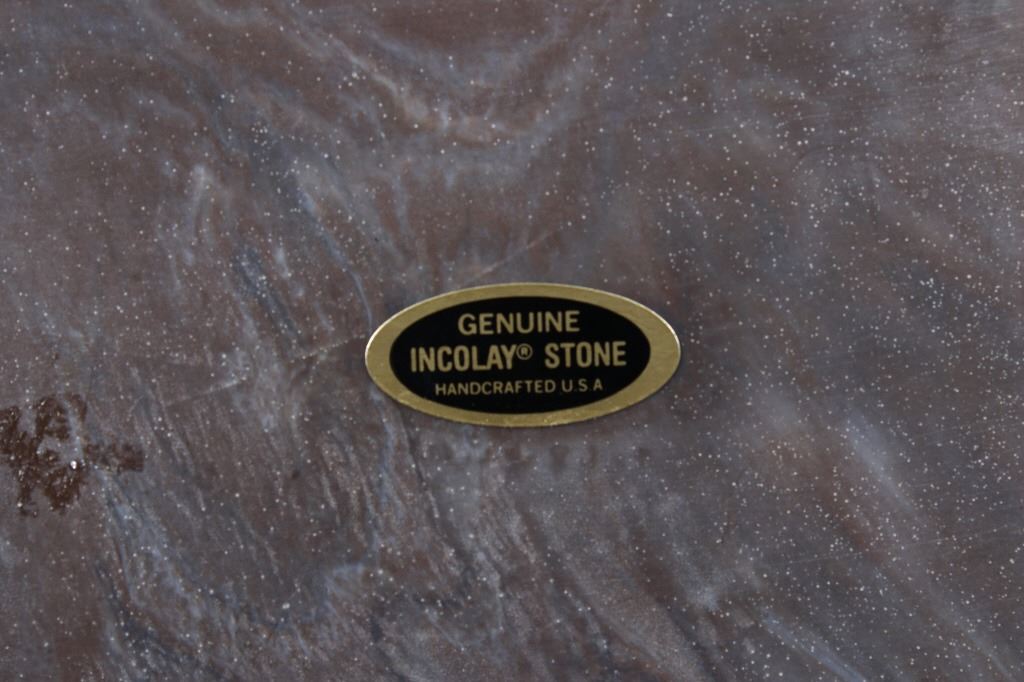 GENUINE
INCOLAY® STONE
HANDCRAFTED U.S.A